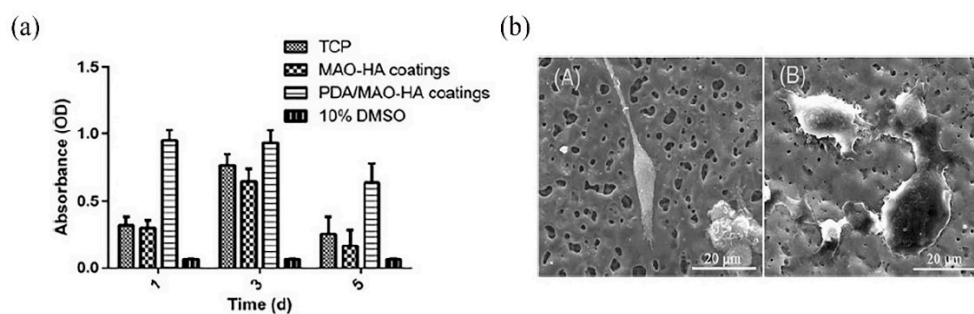 (a)
TCP
MAO-HA coatings
PDA/MAO-HA coatings
10% DMSO
1.5
1.0
0.5
0.0
Absorbance (OD)
1
3
5
Time (d)
(b)
(A)
20 μm
(B)
20 μm